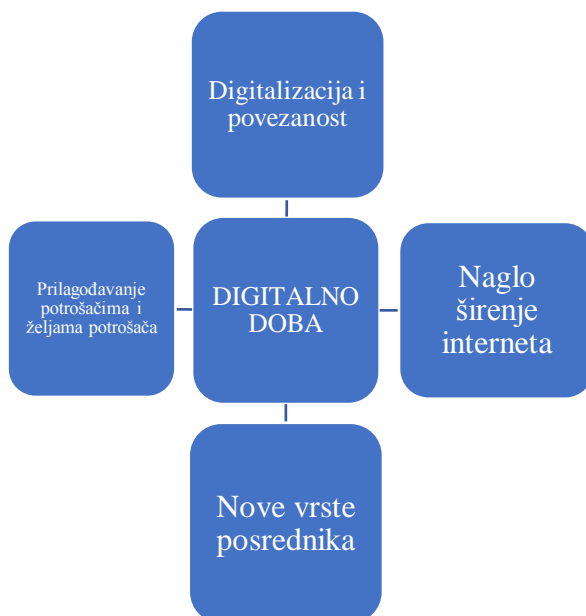 Digitalizacija i
povezanost
Prilagođavanje
potrošačima i
željama potrošača
DIGITALNO
DOBA
Naglo
širenje
interneta
Nove vrste
posrednika